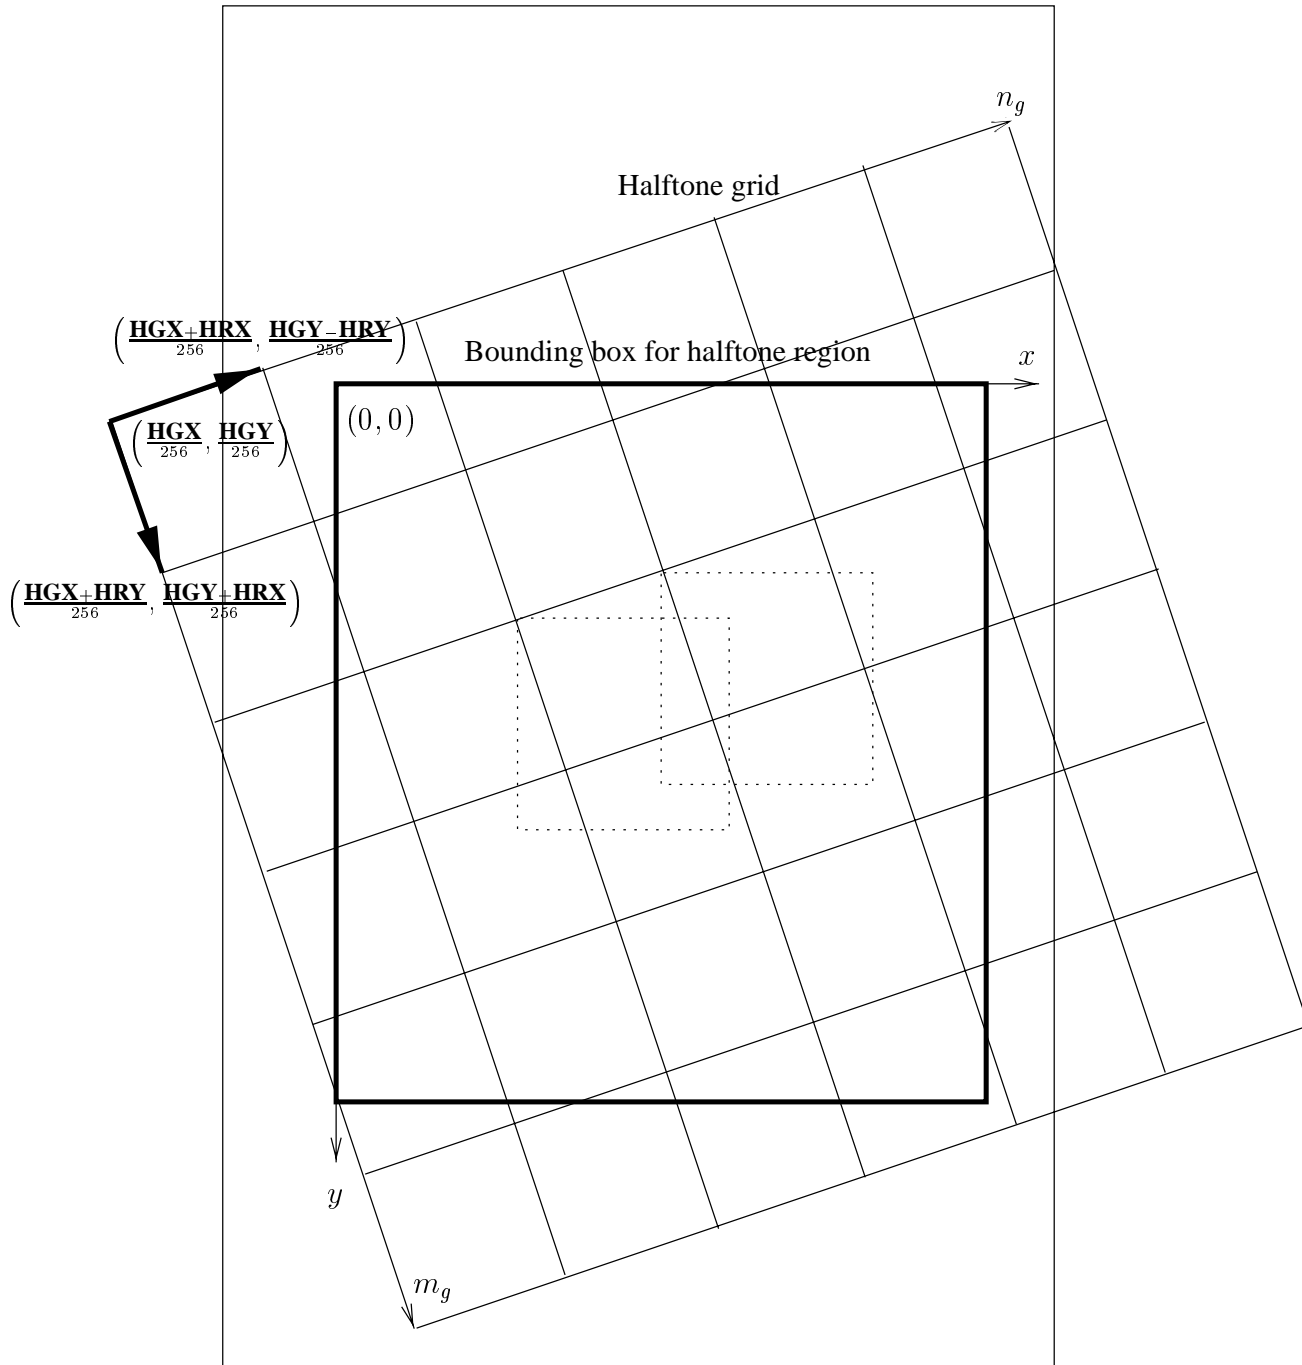 n_g
Halftone grid
(HGX+HRX/256, HGY−HRY/256)
Bounding box for halftone region
x
(0, 0)
(HGX/256, HGY/256)
(HGX+HRY/256, HGY+HRX/256)
y
m_g